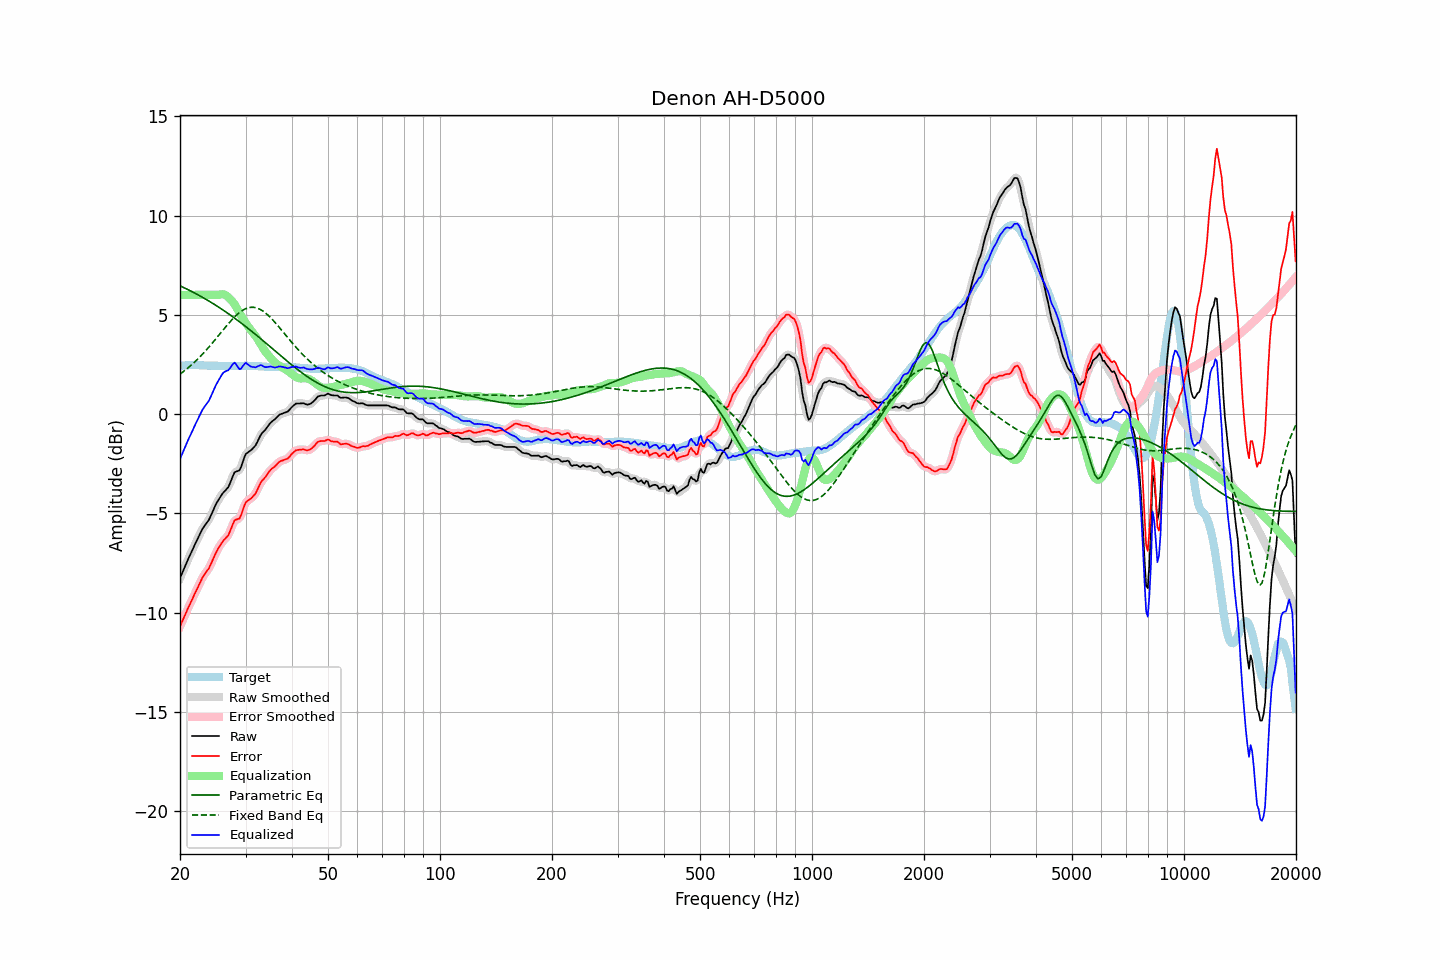 Denon AH-D5000
15
10
5
0
−5
−10
−15
−20
Amplitude (dBr)
Target
Raw Smoothed
Error Smoothed
Raw
Error
Equalization
Parametric Eq
Fixed Band Eq
Equalized
20 50 100 200 500 1000 2000 5000 10000 20000
Frequency (Hz)